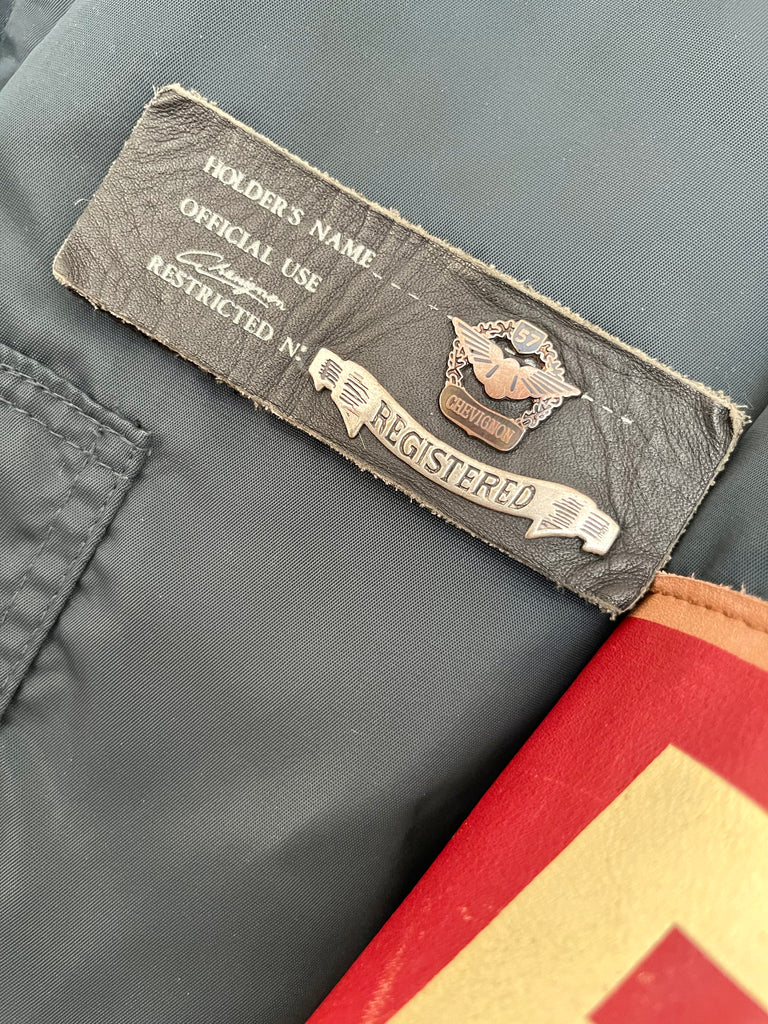 HOLDER'S NAME
OFFICIAL USE
Chevignon
RESTRICTED N:
57
CHEVIGNON
REGISTERED